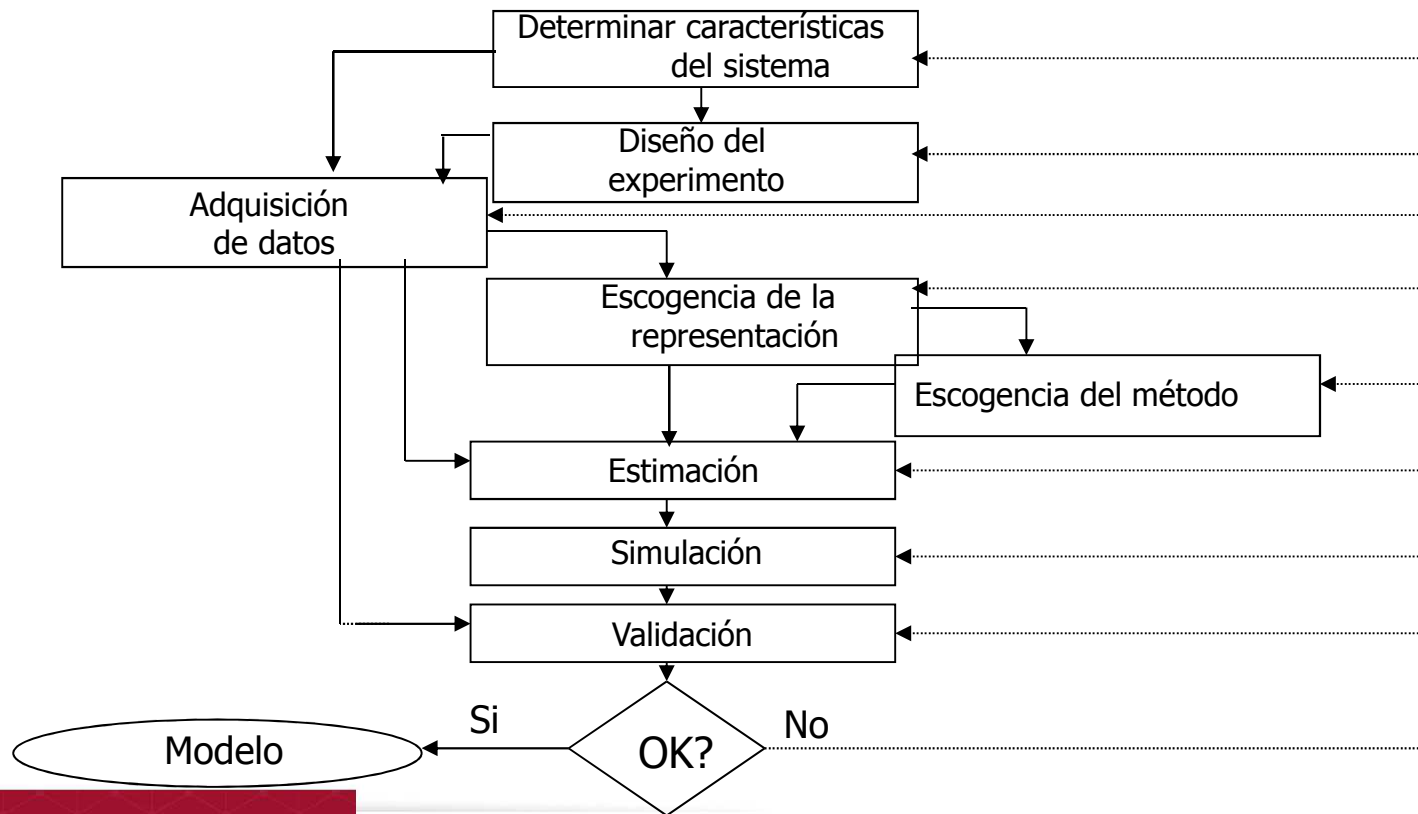 Determinar características
del sistema
Diseño del
experimento
Adquisición
de datos
Escogencia de la
representación
Escogencia del método
Estimación
Simulación
Validación
Si
No
OK?
Modelo